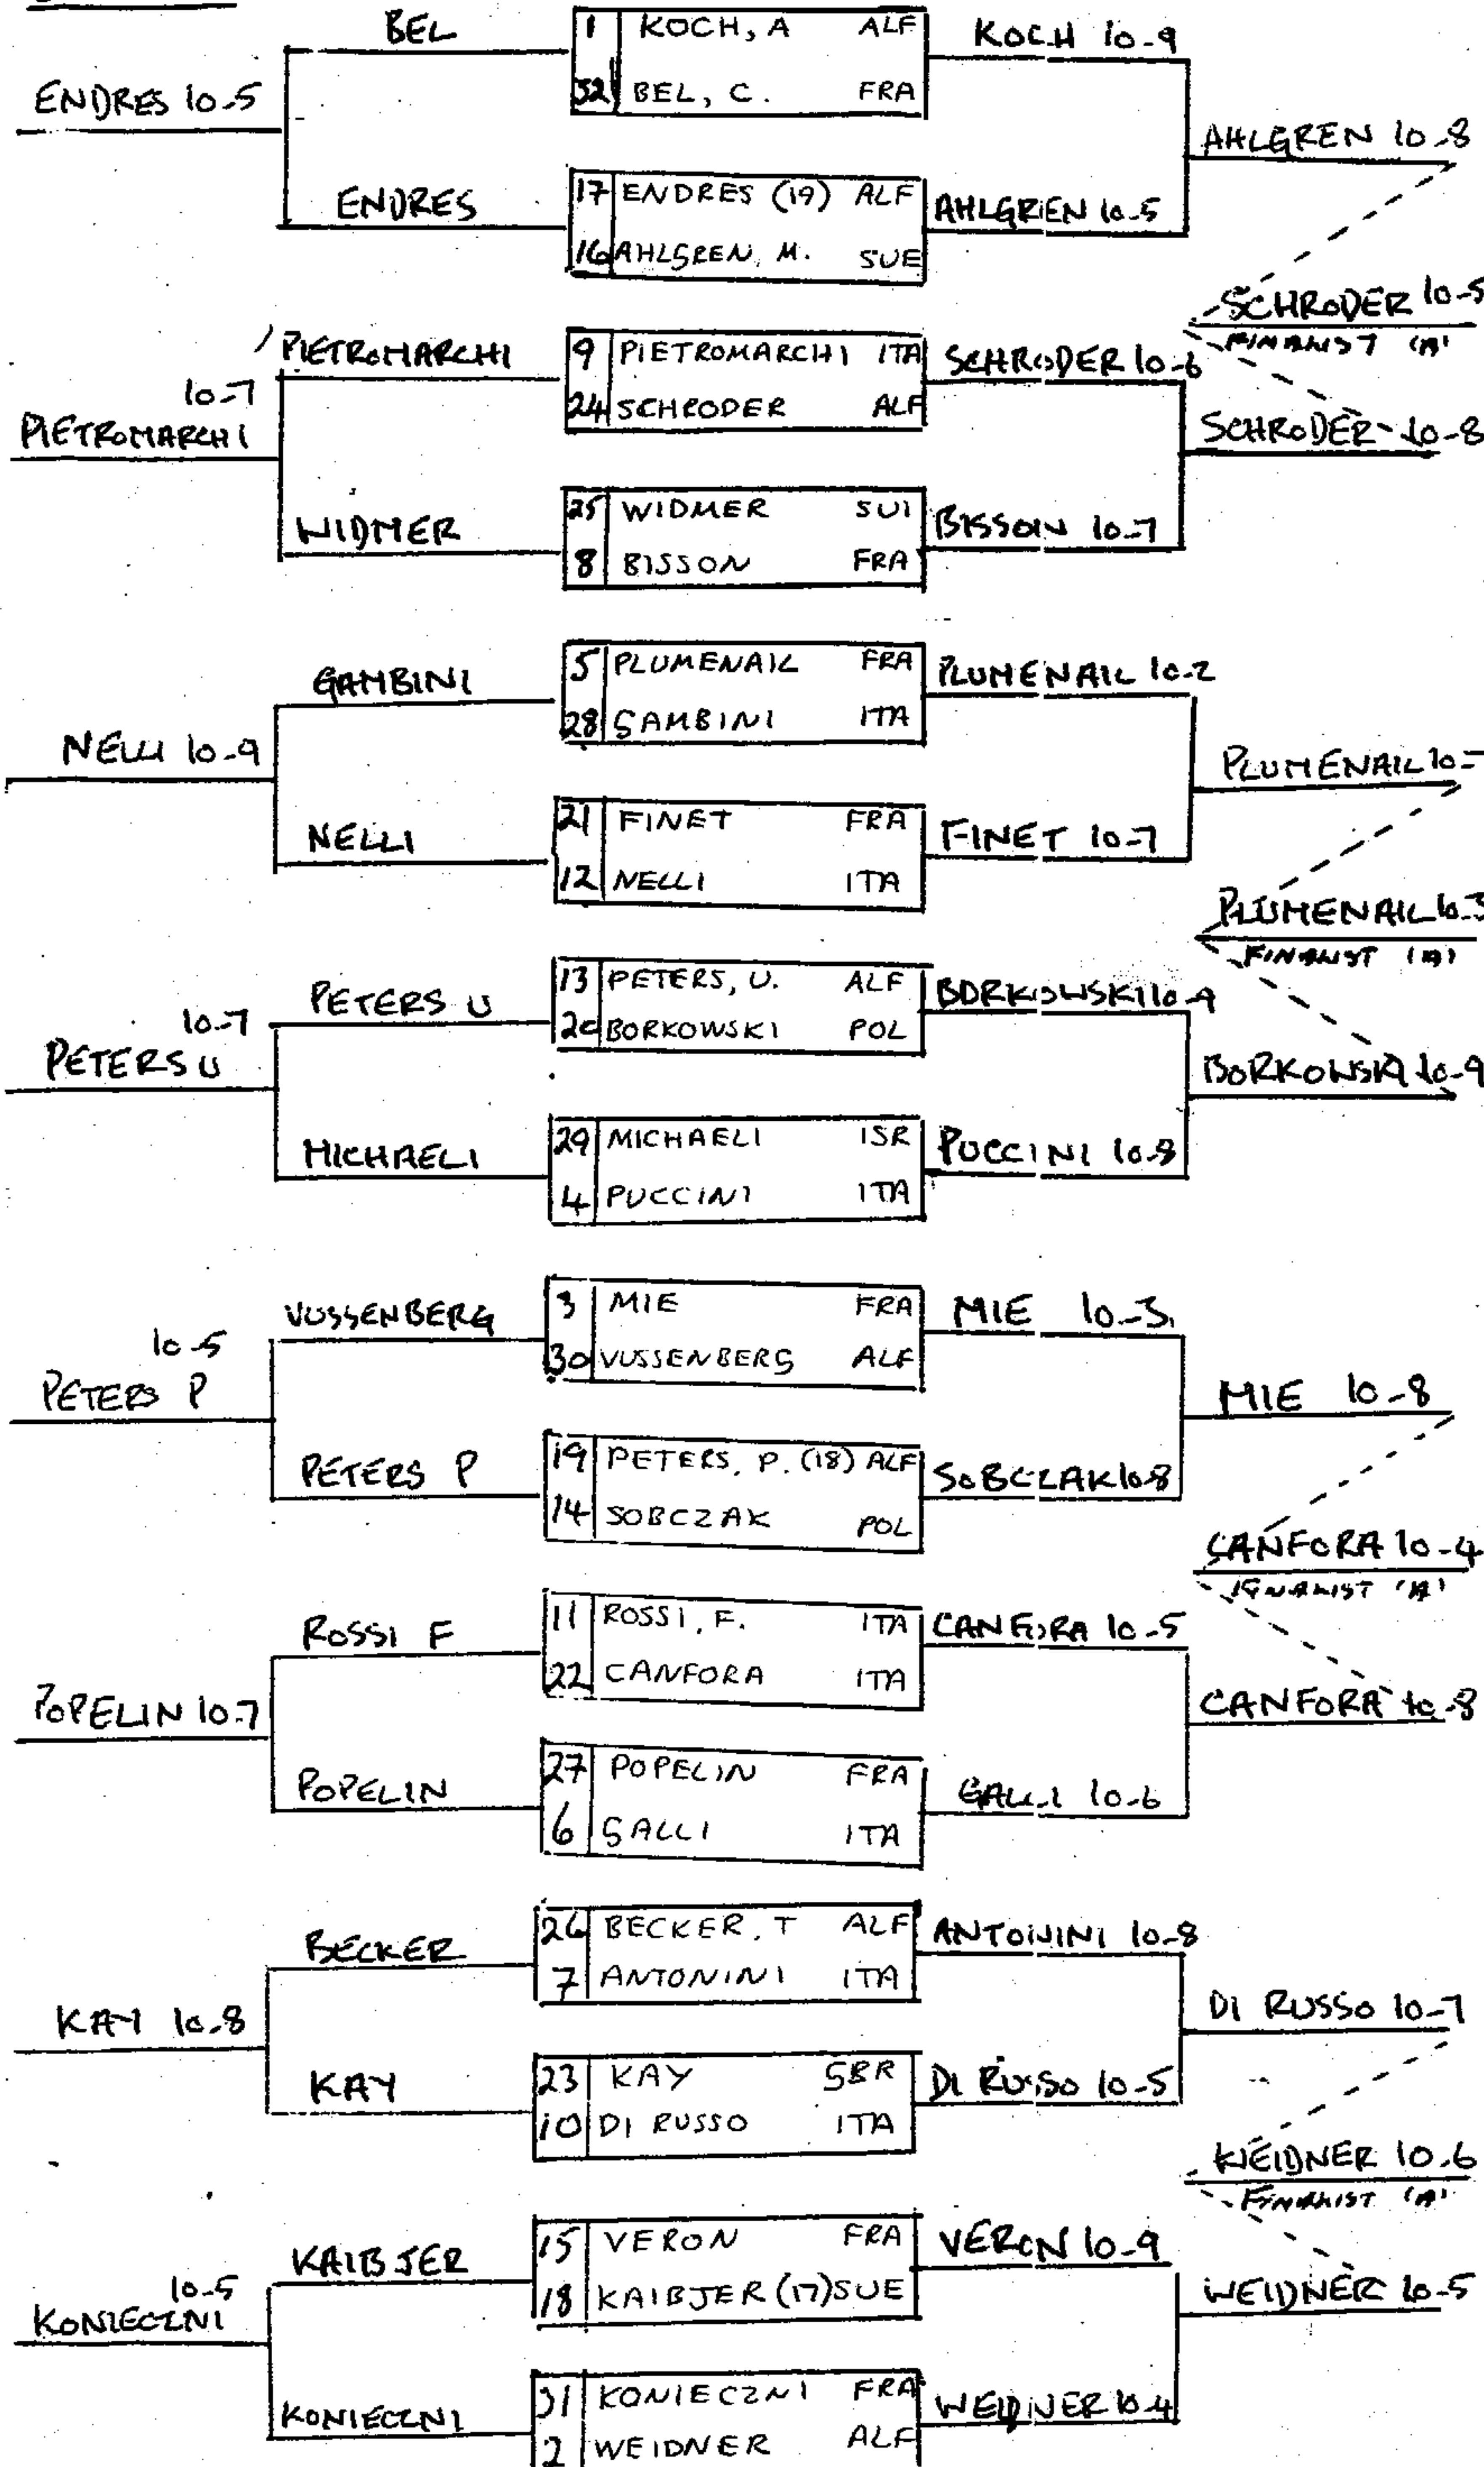 BEL
1 KOCH, A ALF
KOCH 10-9
ENDRES 10-5
32 BEL, C. FRA
AHLGREN 10-8
ENDRES
17 ENDRES (19) ALF
AHLGREN 10-5
16 AHLGREN, M. SUE
SCHRODER 10-5
FINALIST (A)
PIETROMARCHI
9 PIETROMARCHI ITA
SCHRODER 10-6
10-7
PIETROMARCHI
24 SCHRODER ALF
SCHRODER 10-8
WIDMER
25 WIDMER SUI
BISSON 10-7
8 BISSON FRA
GAMBINI
5 PLUMENAIL FRA
PLUMENAIL 10-2
28 GAMBINI ITA
NELLI 10-9
PLUMENAIL 10-
NELLI
21 FINET FRA
FINET 10-7
12 NELLI ITA
PLUMENAIL 10-3
FINALIST (A)
PETERS U
13 PETERS, U. ALF
BORKOWSKI 10-9
10-7
PETERS U
20 BORKOWSKI POL
BORKOWSKI 10-9
MICHAELI
29 MICHAELI ISR
PUCCINI 10-8
4 PUCCINI ITA
VUSSENBERG
3 MIE FRA
MIE 10-3
10-5
PETERS P
30 VUSSENBERG ALF
MIE 10-8
PETERS P
19 PETERS, P. (18) ALF
SOBCZAK 10-8
14 SOBCZAK POL
CANFORA 10-4
FINALIST (A)
ROSSI F
11 ROSSI, F. ITA
CANFORA 10-5
22 CANFORA ITA
POPELIN 10-7
CANFORA 10-8
POPELIN
27 POPELIN FRA
GALLI 10-6
6 GALLI ITA
BECKER
26 BECKER, T ALF
ANTONINI 10-8
7 ANTONINI ITA
KAY 10-8
DI RUSSO 10-7
KAY
23 KAY GBR
DI RUSSO 10-5
10 DI RUSSO ITA
WEIDNER 10-6
FINALIST (A)
KAIBJER
15 VERON FRA
VERON 10-9
10-5
KONIECZNI
18 KAIBJER (17) SUE
WEIDNER 10-5
KONIECZNI
31 KONIECZNI FRA
WEIDNER 10-4
2 WEIDNER ALF